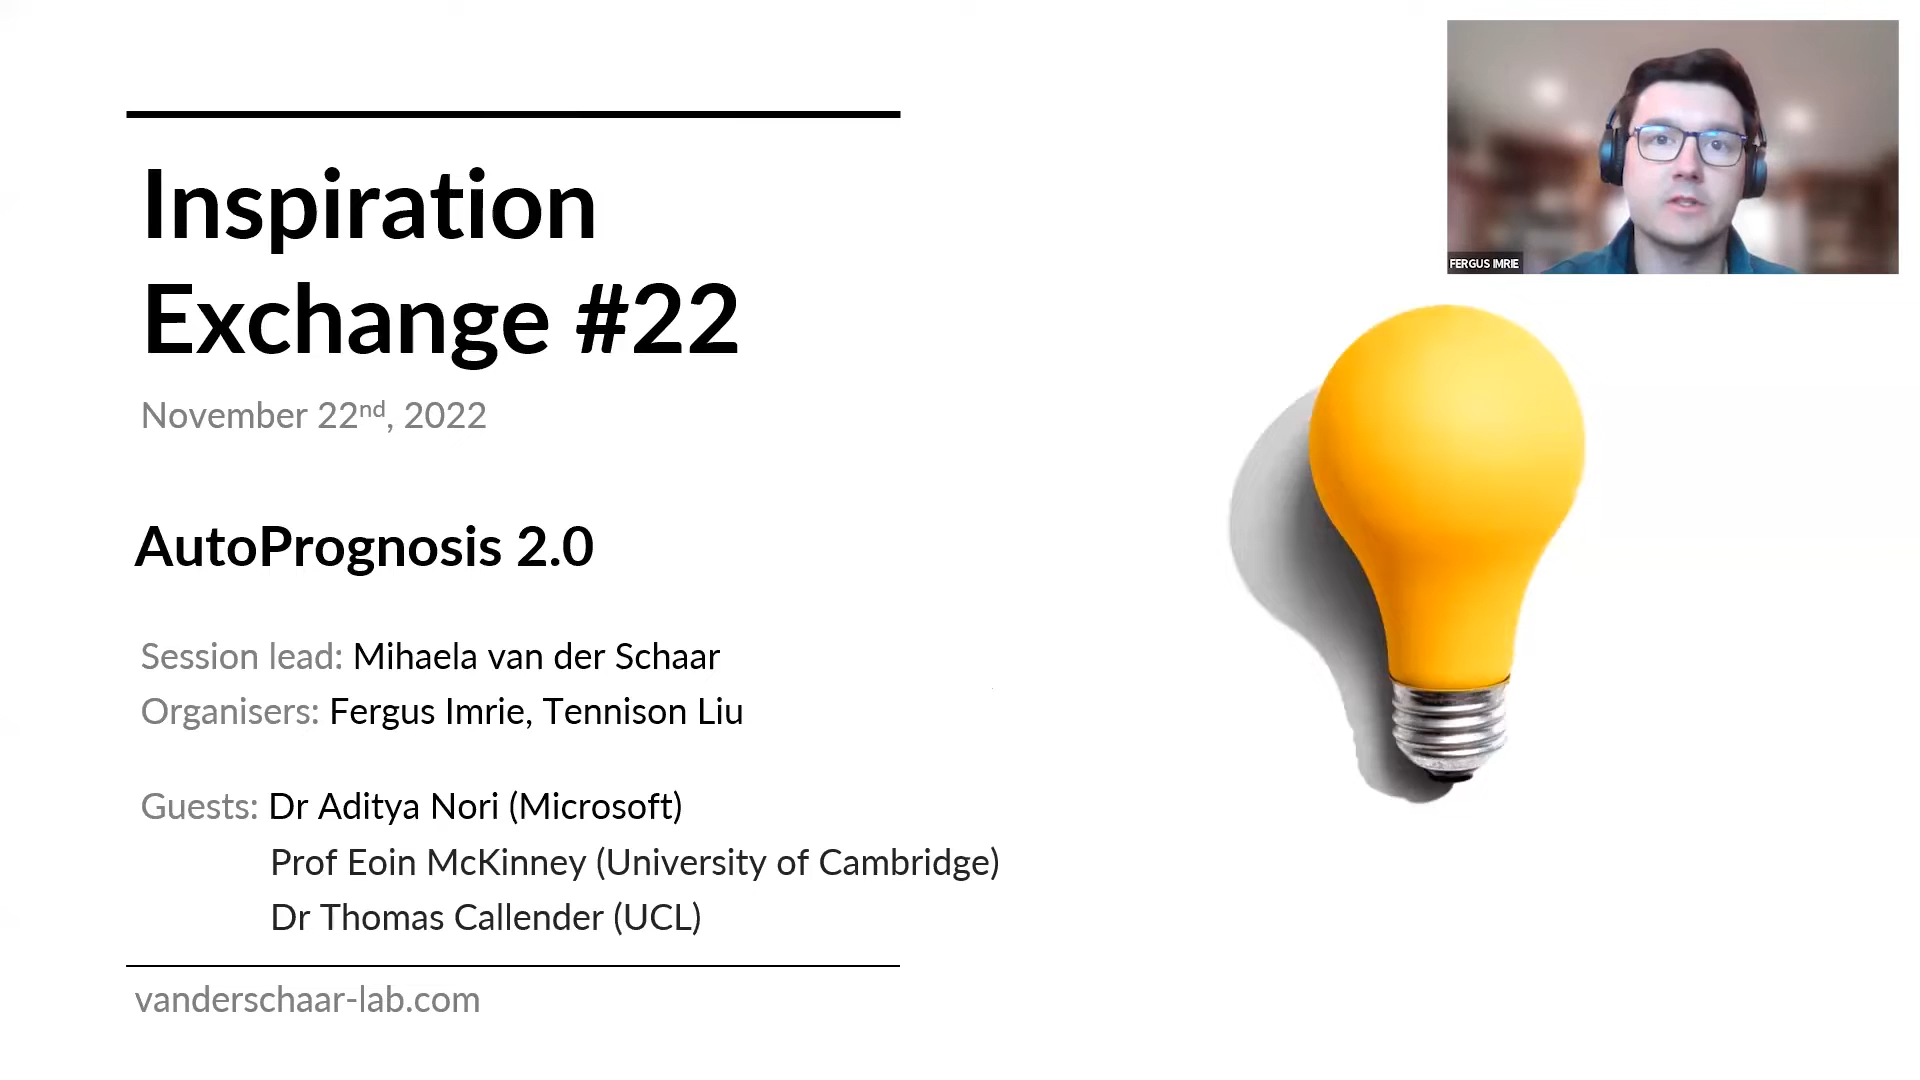 FERGUS IMRIE
Inspiration
Exchange #22
November 22nd, 2022
AutoPrognosis 2.0
Session lead: Mihaela van der Schaar
Organisers: Fergus Imrie, Tennison Liu
Guests: Dr Aditya Nori (Microsoft)
Prof Eoin McKinney (University of Cambridge)
Dr Thomas Callender (UCL)
vanderschaar-lab.com